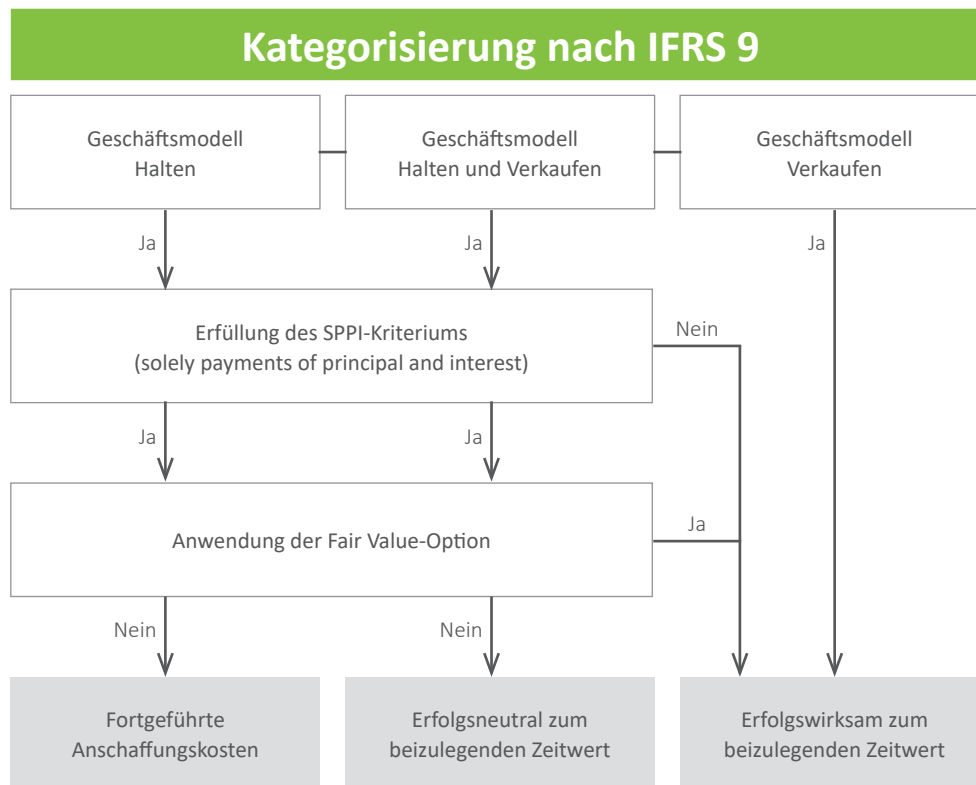 Kategorisierung nach IFRS 9
Geschäftsmodell
Halten
Geschäftsmodell
Halten und Verkaufen
Geschäftsmodell
Verkaufen
Ja
Ja
Ja
Erfüllung des SPPI-Kriteriums
(solely payments of principal and interest)
Nein
Ja
Ja
Anwendung der Fair Value-Option
Ja
Nein
Nein
Fortgeführte
Anschaffungskosten
Erfolgsneutral zum
beizulegenden Zeitwert
Erfolgswirksam zum
beizulegenden Zeitwert